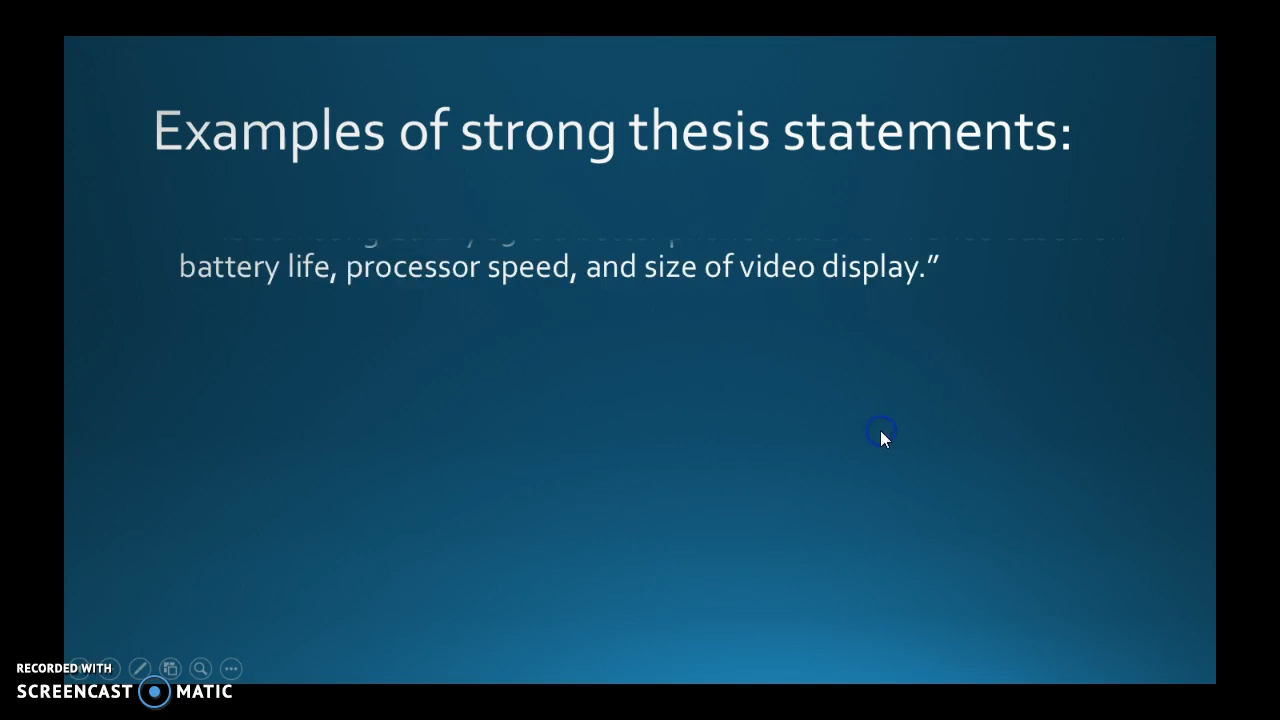 Examples of strong thesis statements:
battery life, processor speed, and size of video display.”
RECORDED WITH
SCREENCAST MATIC